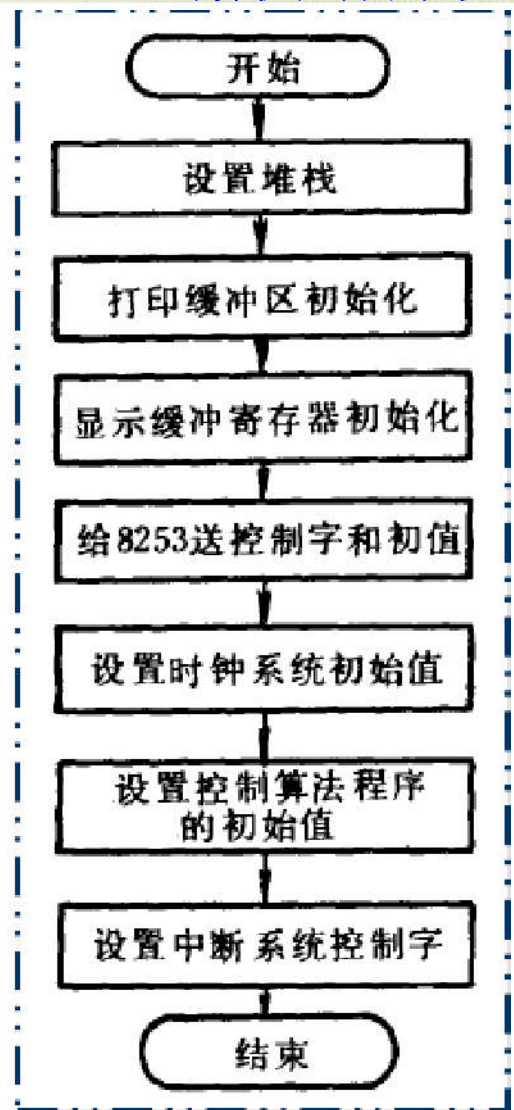 开始
设置堆栈
打印缓冲区初始化
显示缓冲寄存器初始化
给8253送控制字和初值
设置时钟系统初始值
设置控制算法程序
的初始值
设置中断系统控制字
结束